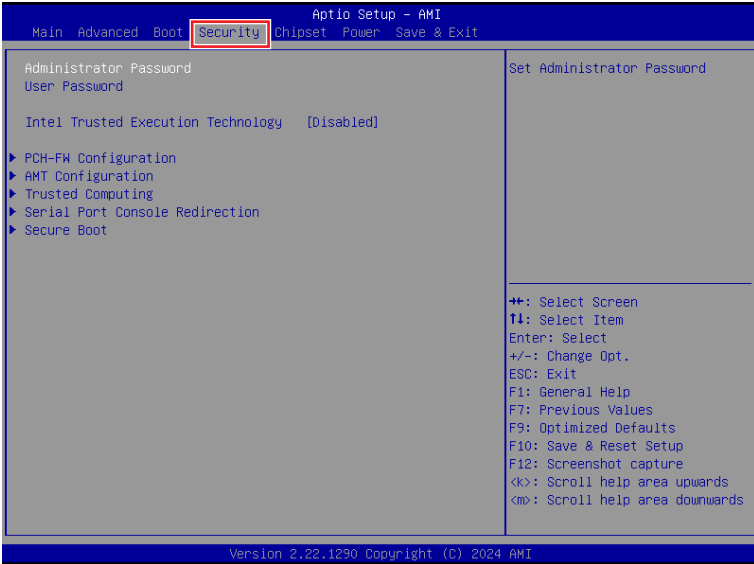 Aptio Setup - AMI
Main Advanced Boot Security Chipset Power Save & Exit
Administrator Password
User Password
Intel Trusted Execution Technology [Disabled]
PCH-FW Configuration
AMT Configuration
Trusted Computing
Serial Port Console Redirection
Secure Boot
Set Administrator Password
→←: Select Screen
↑↓: Select Item
Enter: Select
+/-: Change Opt.
ESC: Exit
F1: General Help
F7: Previous Values
F9: Optimized Defaults
F10: Save & Reset Setup
F12: Screenshot capture
<k>: Scroll help area upwards
<m>: Scroll help area downwards
Version 2.22.1290 Copyright (C) 2024 AMI